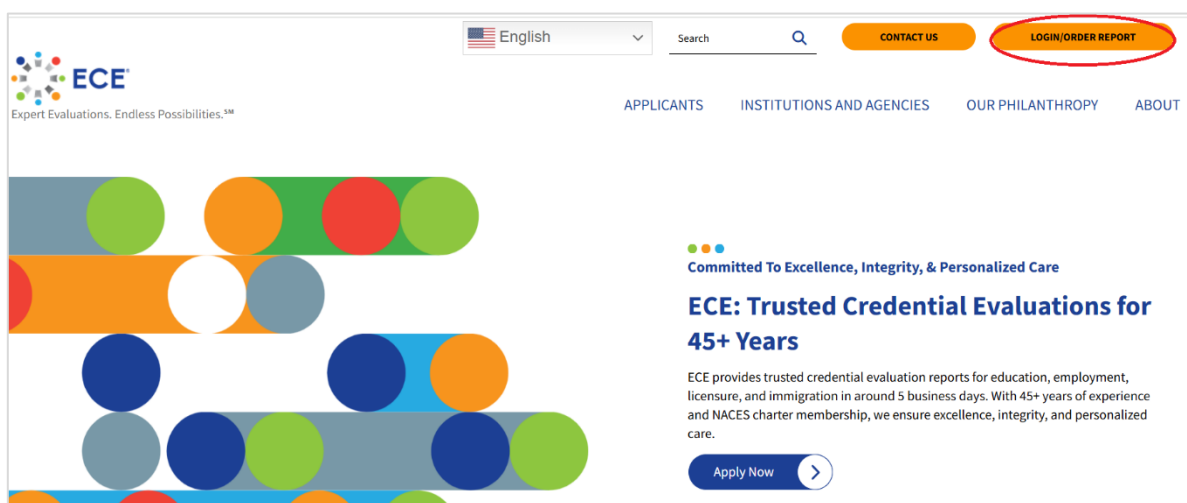 English
Search
CONTACT US
LOGIN/ORDER REPORT
ECE®
Expert Evaluations. Endless Possibilities.℠
APPLICANTS
INSTITUTIONS AND AGENCIES
OUR PHILANTHROPY
ABOUT
Committed To Excellence, Integrity, & Personalized Care
ECE: Trusted Credential Evaluations for
45+ Years
ECE provides trusted credential evaluation reports for education, employment,
licensure, and immigration in around 5 business days. With 45+ years of experience
and NACES charter membership, we ensure excellence, integrity, and personalized
care.
Apply Now